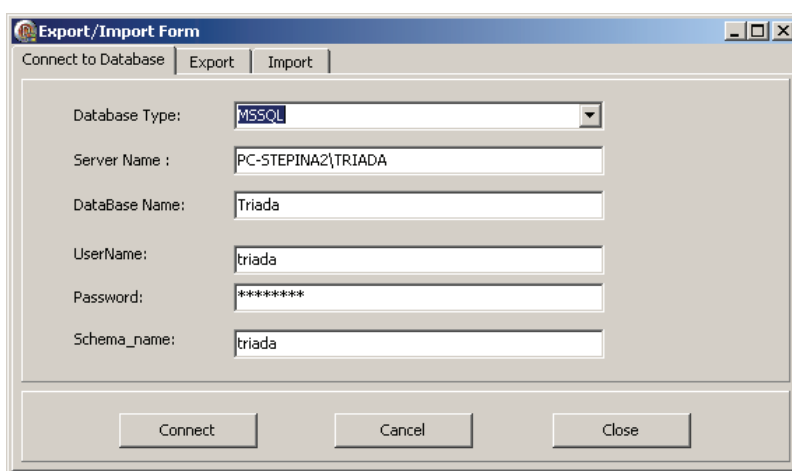 Export/Import Form
Connect to Database Export Import
Database Type: MSSQL
Server Name : PC-STEPINA2\TRIADA
DataBase Name: Triada
UserName: triada
Password: ********
Schema_name: triada
Connect Cancel Close